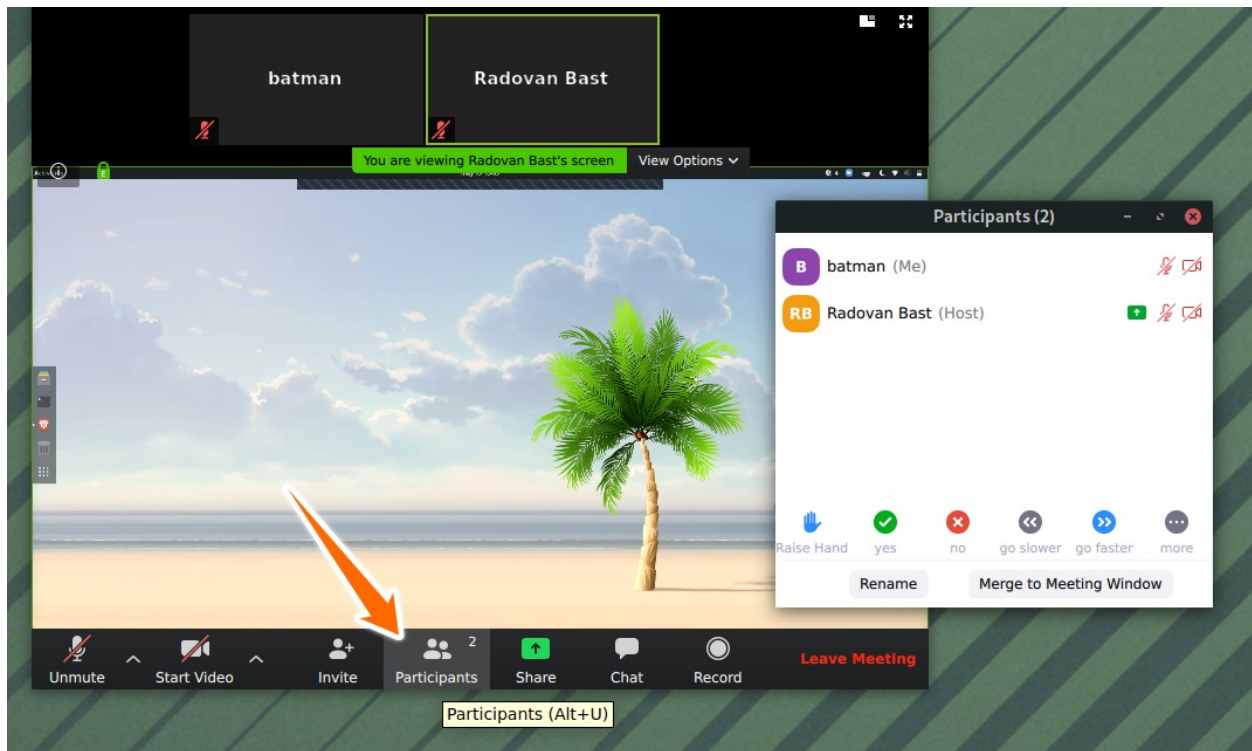 batman
Radovan Bast
You are viewing Radovan Bast's screen
View Options
E
Participants (2)
B
batman (Me)
RB
Radovan Bast (Host)
Raise Hand
yes
no
go slower
go faster
more
Rename
Merge to Meeting Window
2
Unmute
Start Video
Invite
Participants
Share
Chat
Record
Leave Meeting
Participants (Alt+U)